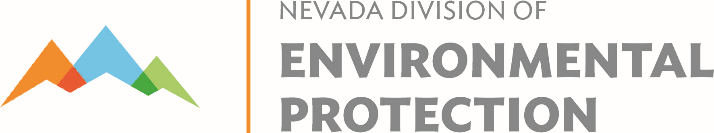 NEVADA DIVISION OF
ENVIRONMENTAL
PROTECTION